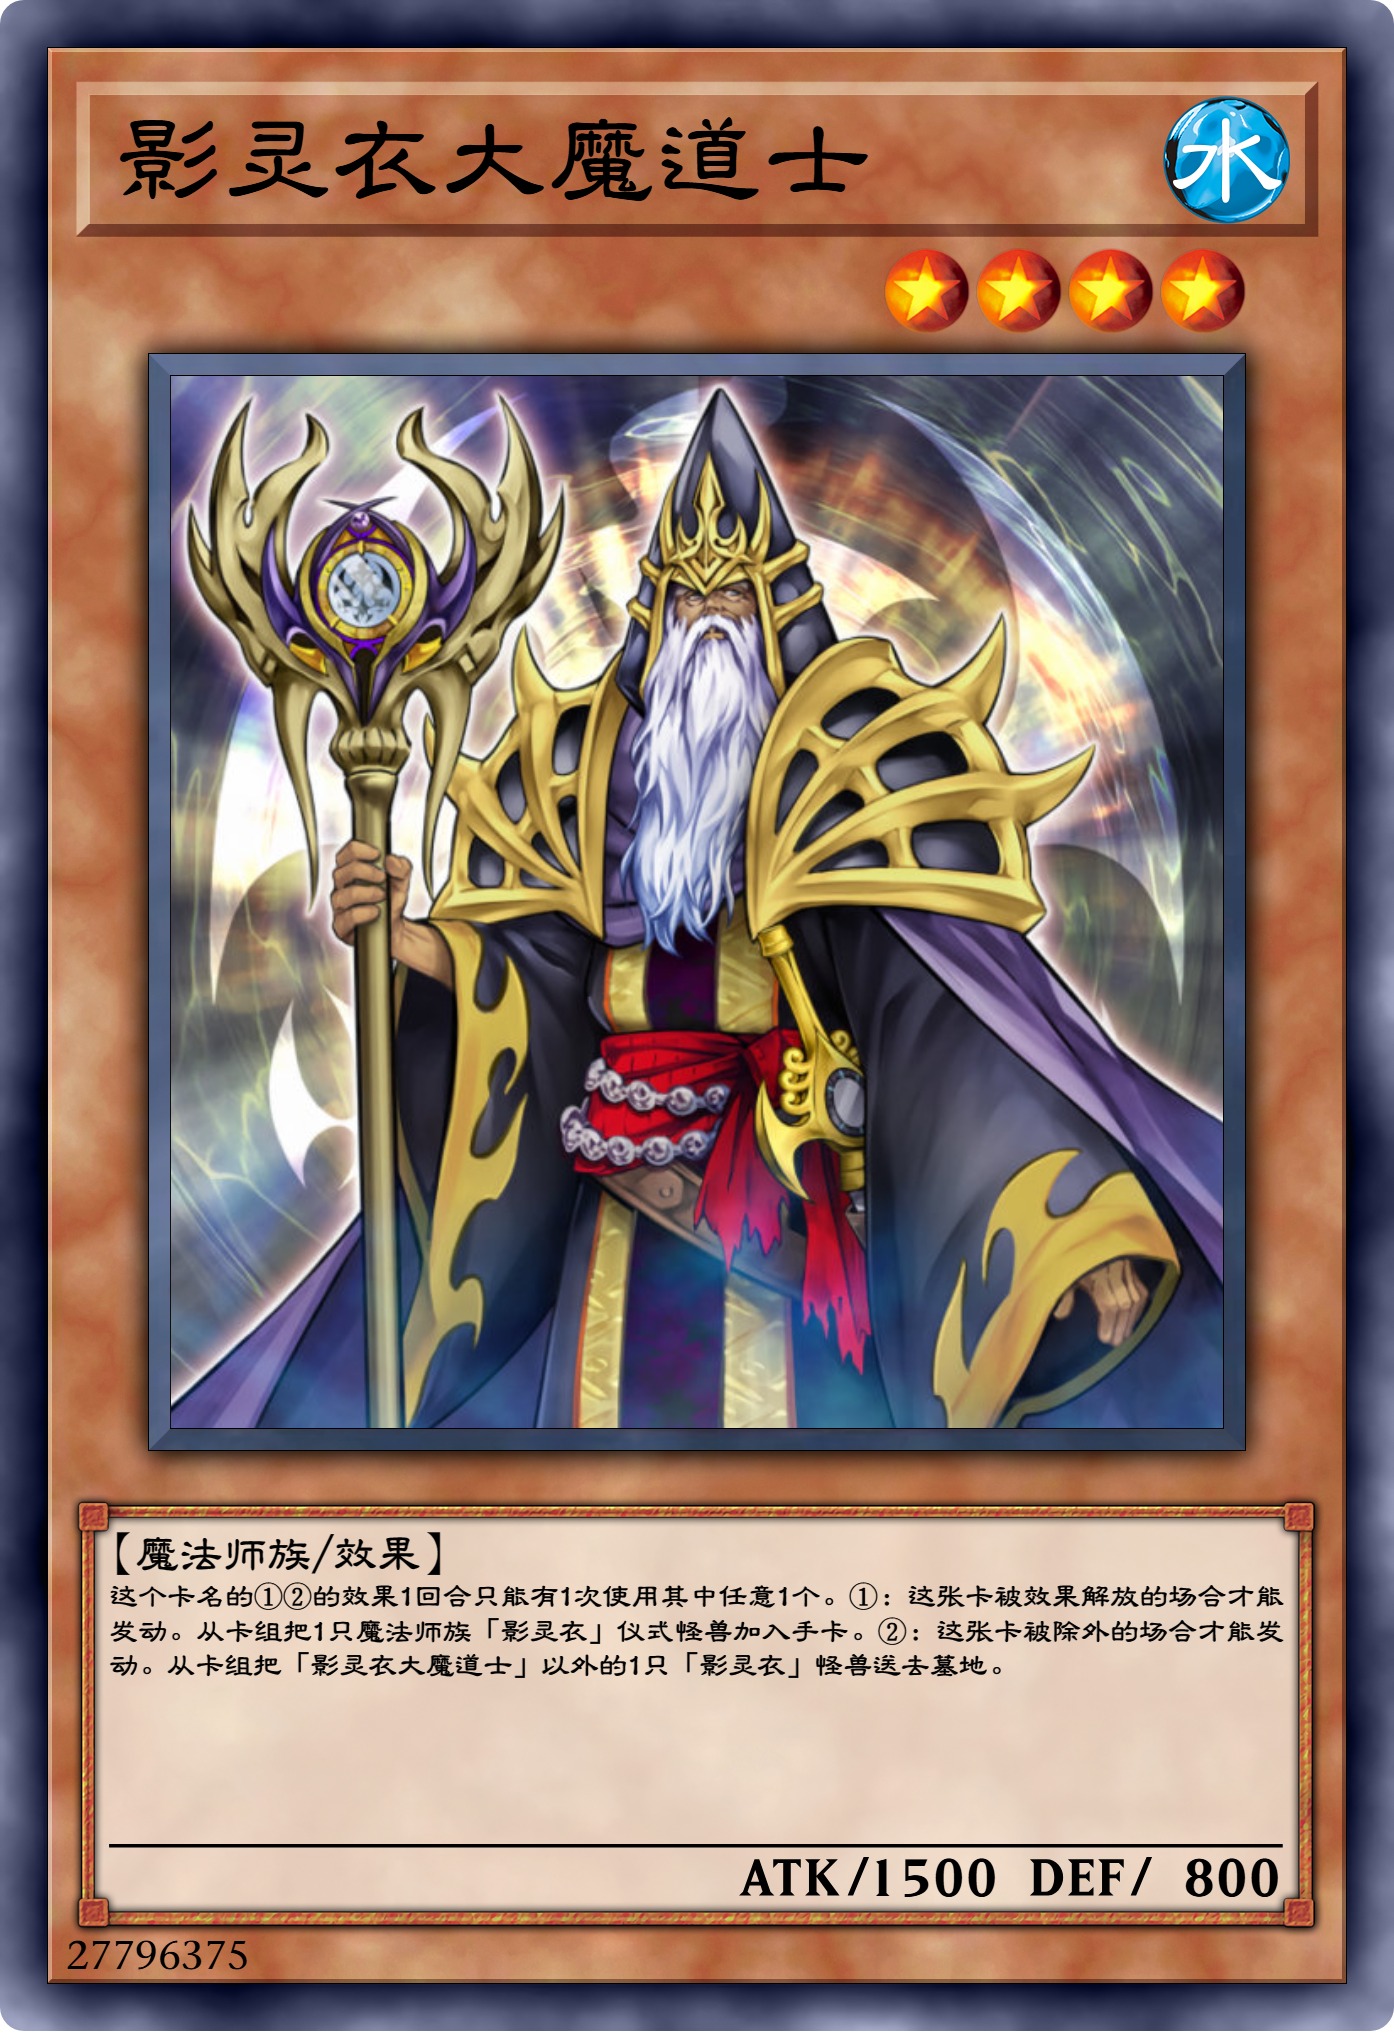 影灵衣大魔道士
水
【魔法师族/效果】
这个卡名的①②的效果1回合只能有1次使用其中任意1个。①：这张卡被效果解放的场合才能
发动。从卡组把1只魔法师族「影灵衣」仪式怪兽加入手卡。②：这张卡被除外的场合才能发
动。从卡组把「影灵衣大魔道士」以外的1只「影灵衣」怪兽送去墓地。
ATK/1500 DEF/ 800
27796375